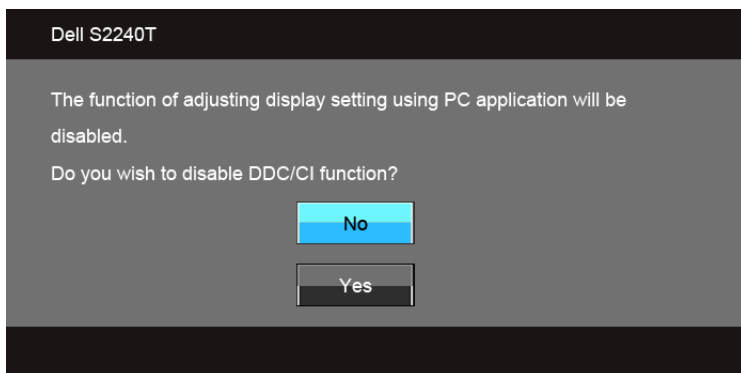 Dell S2240T
The function of adjusting display setting using PC application will be
disabled.
Do you wish to disable DDC/CI function?
No
Yes